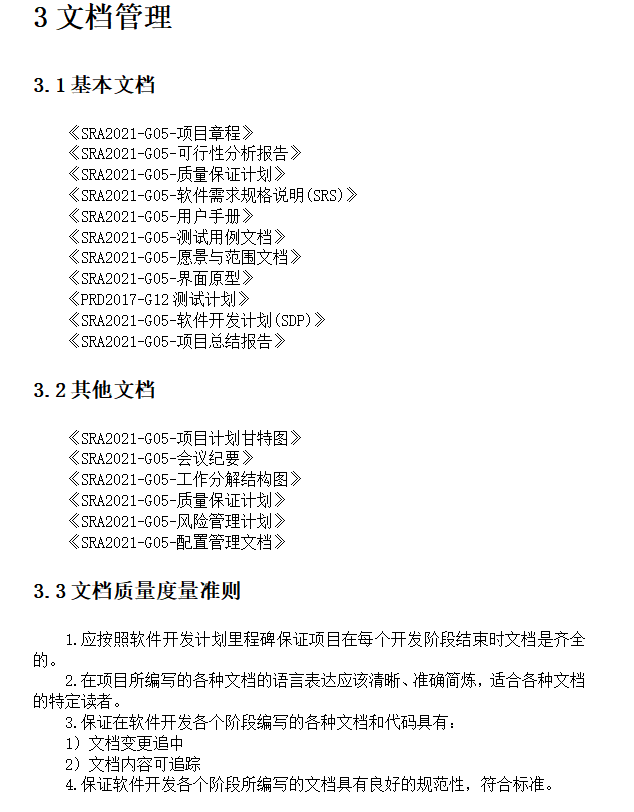 3 文档管理
3.1 基本文档
《SRA2021-G05-项目章程》
《SRA2021-G05-可行性分析报告》
《SRA2021-G05-质量保证计划》
《SRA2021-G05-软件需求规格说明(SRS)》
《SRA2021-G05-用户手册》
《SRA2021-G05-测试用例文档》
《SRA2021-G05-愿景与范围文档》
《SRA2021-G05-界面原型》
《PRD2017-G12 测试计划》
《SRA2021-G05-软件开发计划(SDP)》
《SRA2021-G05-项目总结报告》
3.2 其他文档
《SRA2021-G05-项目计划甘特图》
《SRA2021-G05-会议纪要》
《SRA2021-G05-工作分解结构图》
《SRA2021-G05-质量保证计划》
《SRA2021-G05-风险管理计划》
《SRA2021-G05-配置管理文档》
3.3 文档质量度量准则
1.应按照软件开发计划里程碑保证项目在每个开发阶段结束时文档是齐全
的。
2.在项目所编写的各种文档的语言表达应该清晰、准确简炼，适合各种文档
的特定读者。
3.保证在软件开发各个阶段编写的各种文档和代码具有：
1）文档变更追中
2）文档内容可追踪
4.保证软件开发各个阶段所编写的文档具有良好的规范性，符合标准。